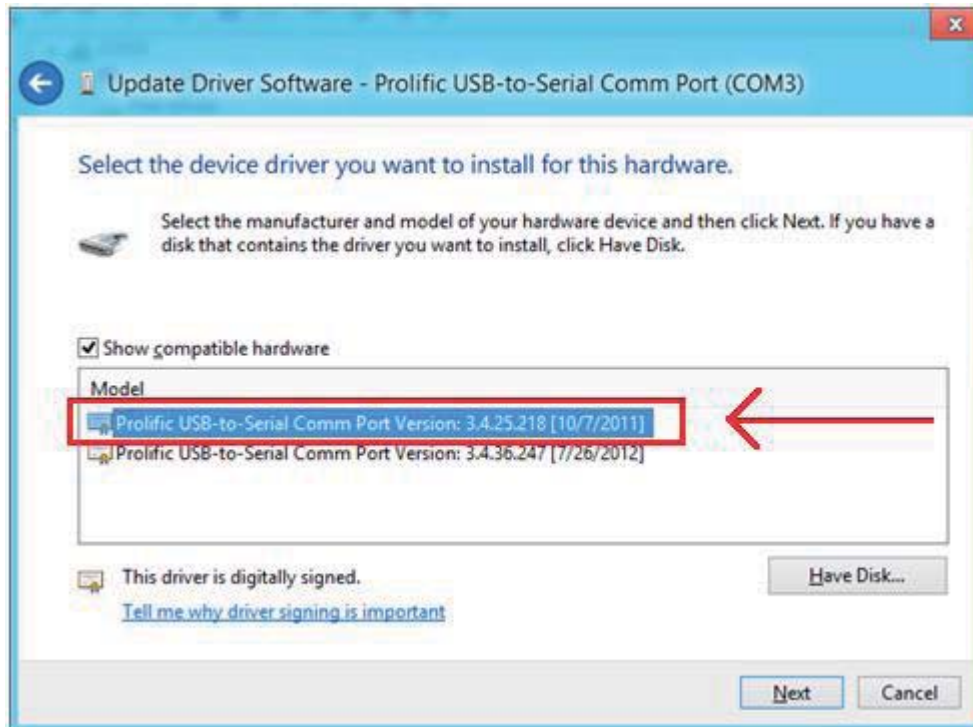 Update Driver Software - Prolific USB-to-Serial Comm Port (COM3)
Select the device driver you want to install for this hardware.
Select the manufacturer and model of your hardware device and then click Next. If you have a
disk that contains the driver you want to install, click Have Disk.
Show compatible hardware
Model
Prolific USB-to-Serial Comm Port Version: 3.4.25.218 [10/7/2011]
Prolific USB-to-Serial Comm Port Version: 3.4.36.247 [7/26/2012]
This driver is digitally signed.
Have Disk...
Tell me why driver signing is important
Next
Cancel